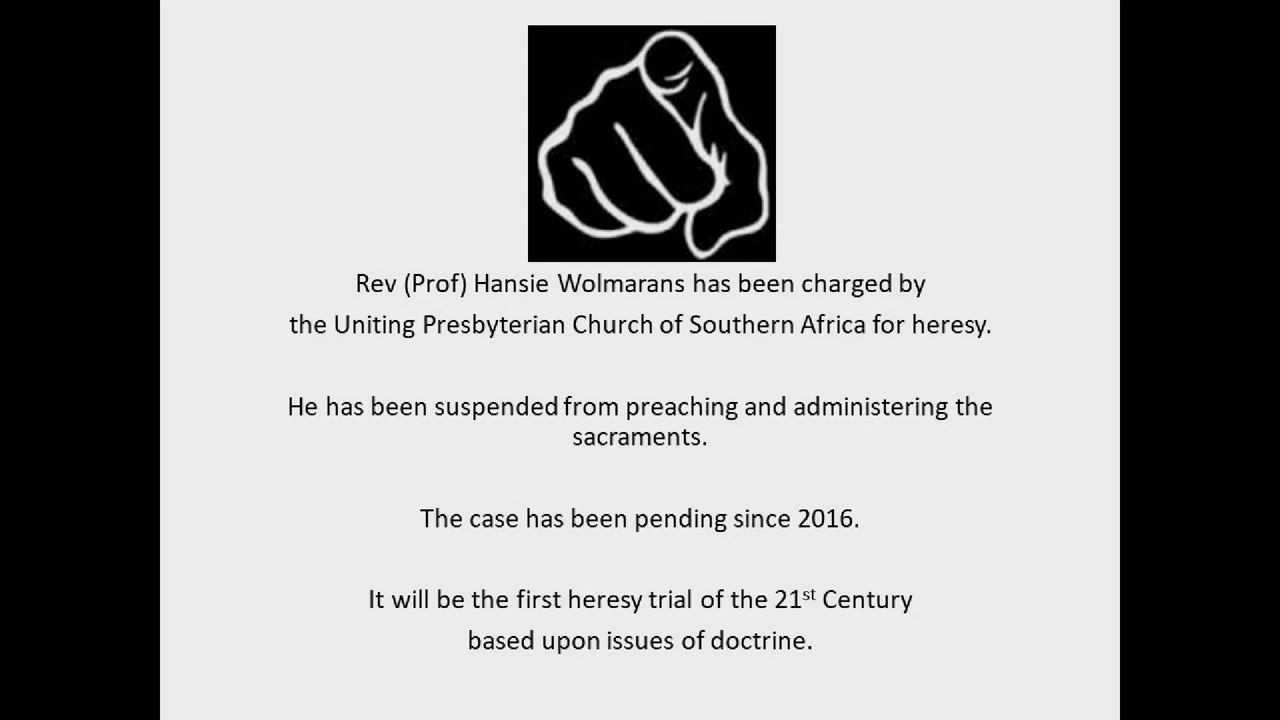 Rev (Prof) Hansie Wolmarans has been charged by
the Uniting Presbyterian Church of Southern Africa for heresy.
He has been suspended from preaching and administering the
sacraments.
The case has been pending since 2016.
It will be the first heresy trial of the 21st Century
based upon issues of doctrine.